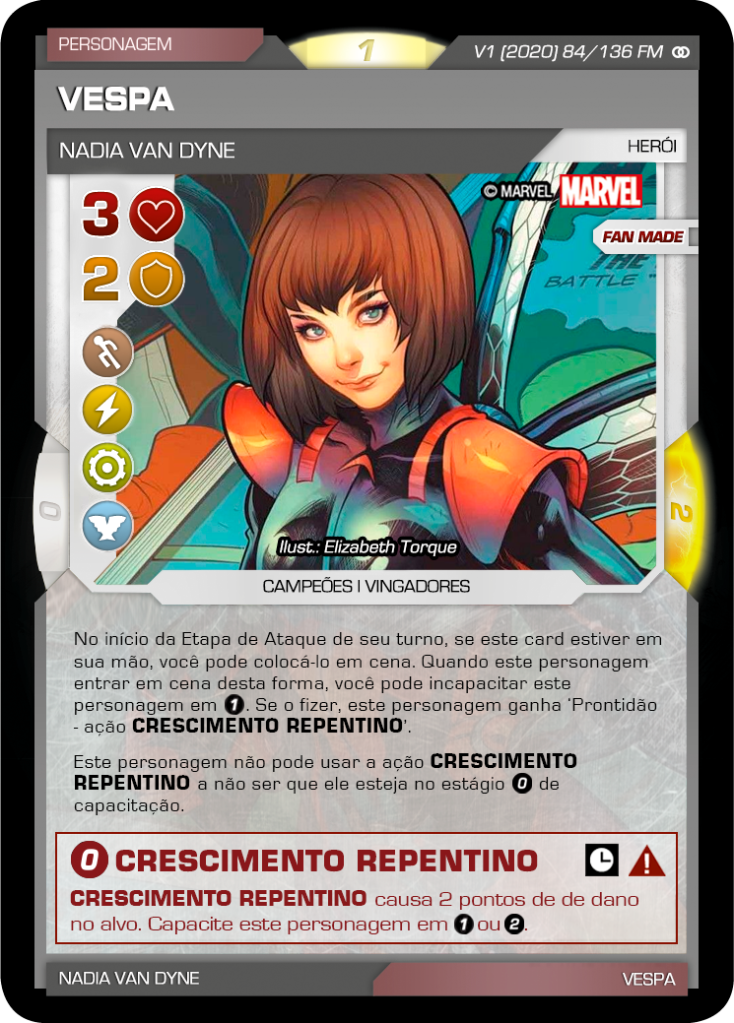 PERSONAGEM
1
V1 (2020) 84/136 FM
VESPA
NADIA VAN DYNE
HERÓI
3
© MARVEL MARVEL
FAN MADE
2
THE
BATTLE
0
2
Ilust.: Elizabeth Torque
CAMPEÕES | VINGADORES
No início da Etapa de Ataque de seu turno, se este card estiver em
sua mão, você pode colocá-lo em cena. Quando este personagem
entrar em cena desta forma, você pode incapacitar este
personagem em 1. Se o fizer, este personagem ganha ‘Prontidão
- ação CRESCIMENTO REPENTINO’.
Este personagem não pode usar a ação CRESCIMENTO
REPENTINO a não ser que ele esteja no estágio 0 de
capacitação.
0 CRESCIMENTO REPENTINO
CRESCIMENTO REPENTINO causa 2 pontos de de dano
no alvo. Capacite este personagem em 1 ou 2.
NADIA VAN DYNE
VESPA